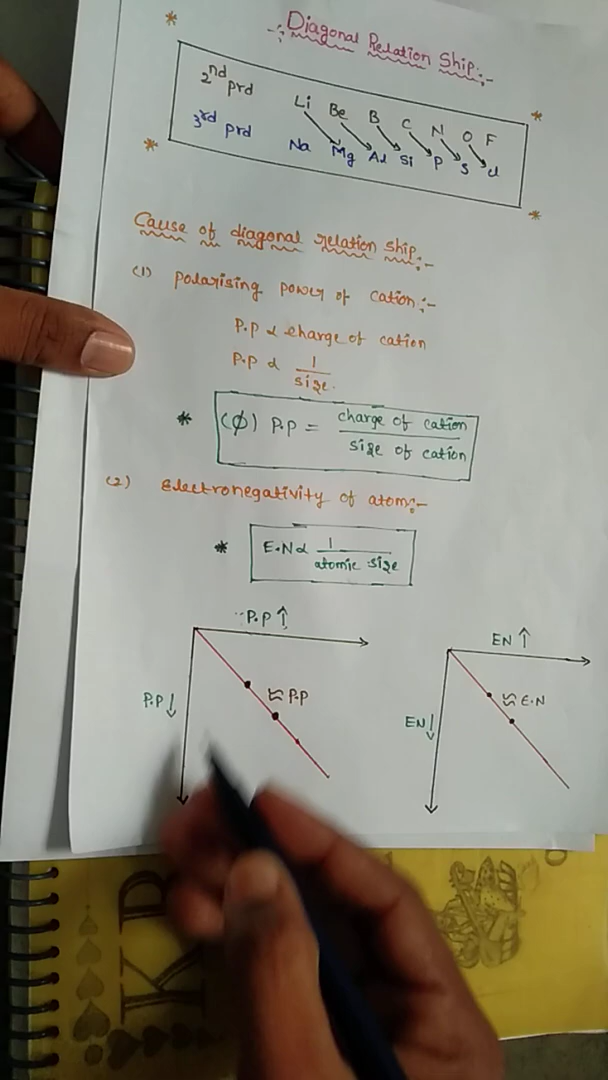 -:Diagonal Relation Ship:-
2nd prd Li Be B C N O F
3rd prd Na Mg Al Si P S Cl
Cause of diagonal relation ship:-
(1) Polarising power of cation:-
P.P α charge of cation
P.P α 1/size.
* (ϕ) P.P = charge of cation/size of cation
(2) Electronegativity of atom:-
* E.N α 1/atomic size
P.P ↑
EN ↑
P.P ↓
≈ P.P
EN ↓
≈ E.N
K B